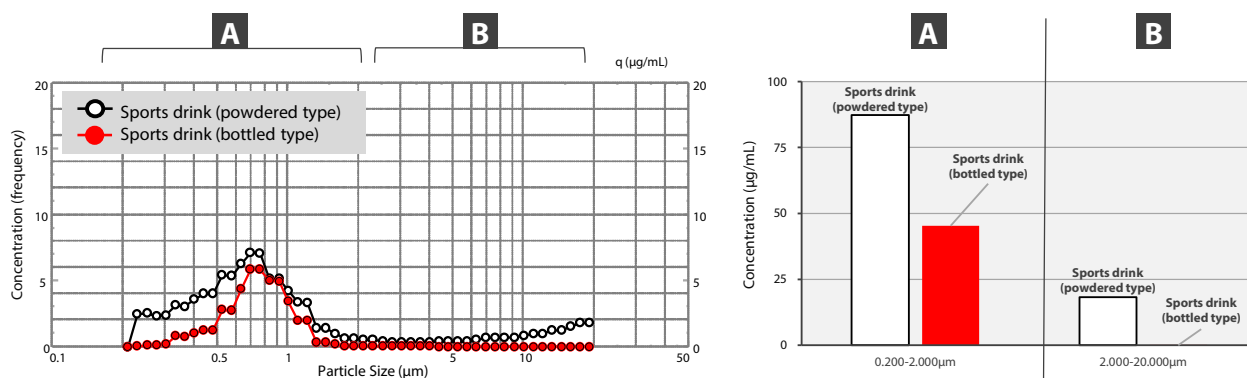 A
B
q (µg/mL)
20
15
10
5
0
20
15
10
5
0
Concentration (frequency)
Sports drink (powdered type)
Sports drink (bottled type)
0.1
0.5
1
5
10
50
Particle Size (µm)
A
B
100
75
50
25
0
Concentration (µg/mL)
Sports drink
(powdered type)
Sports drink
(bottled type)
Sports drink
(powdered type)
Sports drink
(bottled type)
0.200-2.000µm
2.000-20.000µm